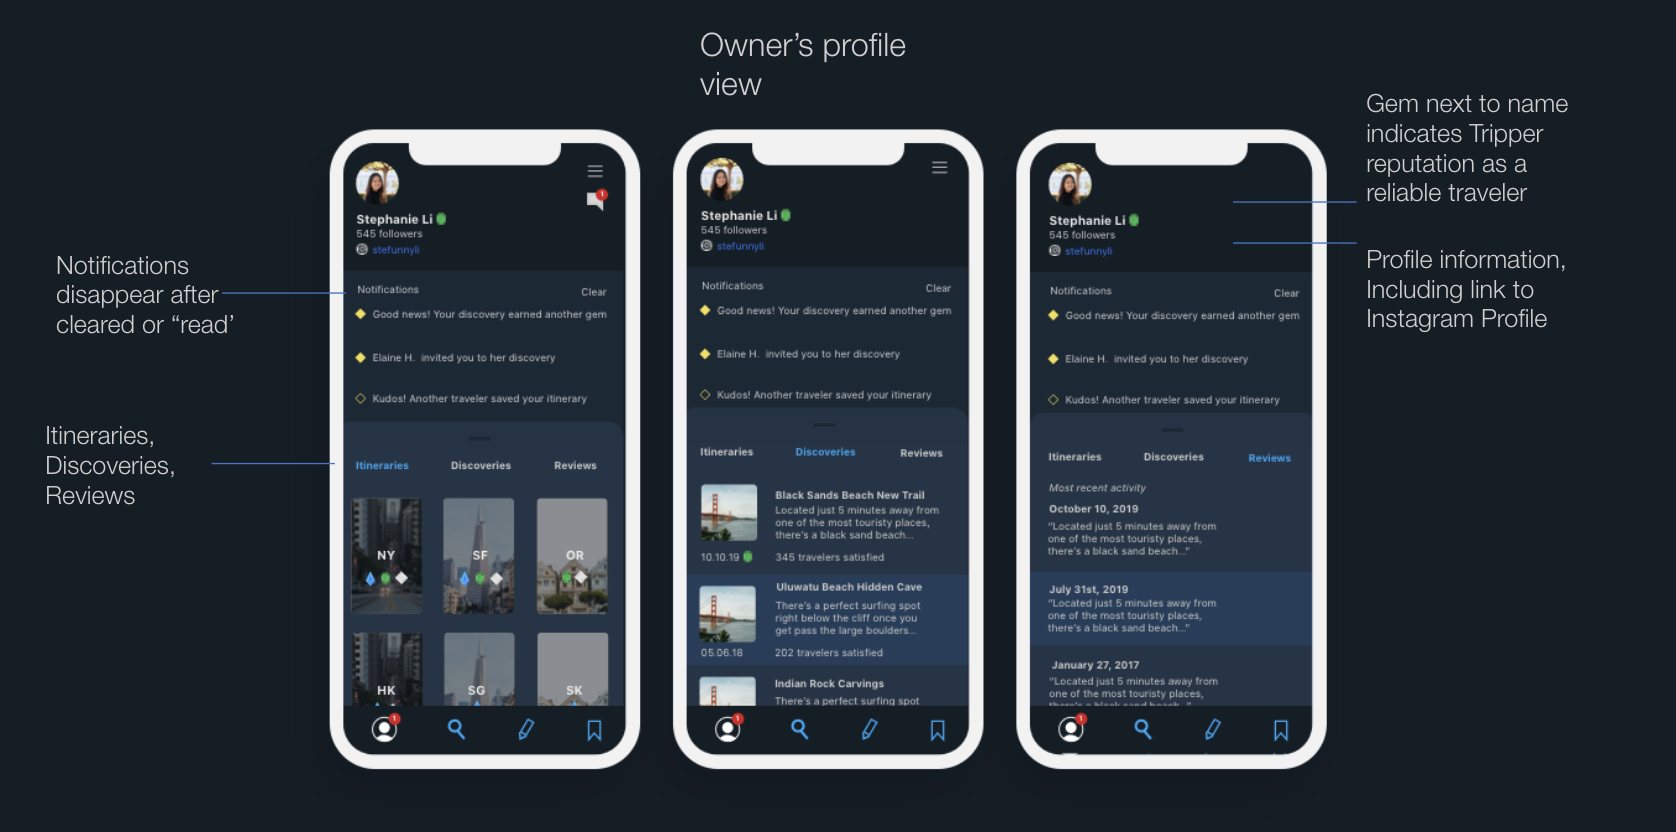 Owner's profile
view
Gem next to name
indicates Tripper
reputation as a
reliable traveler
Profile information,
Including link to
Instagram Profile
Notifications
disappear after
cleared or “read’
Itineraries,
Discoveries,
Reviews
1
Stephanie Li
545 followers
stefunnyli
Notifications
Clear
Good news! Your discovery earned another gem
Elaine H. invited you to her discovery
Kudos! Another traveler saved your itinerary
Itineraries
Discoveries
Reviews
NY
SF
OR
HK
SG
SK
1
Stephanie Li
545 followers
stefunnyli
Notifications
Clear
Good news! Your discovery earned another gem
Elaine H. invited you to her discovery
Kudos! Another traveler saved your itinerary
Itineraries
Discoveries
Reviews
Black Sands Beach New Trail
Located just 5 minutes away from
one of the most touristy places,
there's a black sand beach...
10.10.19
345 travelers satisfied
Uluwatu Beach Hidden Cave
There's a perfect surfing spot
right below the cliff once you
get pass the large boulders...
05.06.18
202 travelers satisfied
Indian Rock Carvings
There's a perfect surfing spot
1
Stephanie Li
545 followers
stefunnyli
Notifications
Clear
Good news! Your discovery earned another gem
Elaine H. invited you to her discovery
Kudos! Another traveler saved your itinerary
Itineraries
Discoveries
Reviews
Most recent activity
October 10, 2019
"Located just 5 minutes away from
one of the most touristy places,
there's a black sand beach..."
July 31st, 2019
"Located just 5 minutes away from
one of the most touristy places,
there's a black sand beach..."
January 27, 2017
"Located just 5 minutes away from
one of the most touristy places,
there's a black sand beach..."
1